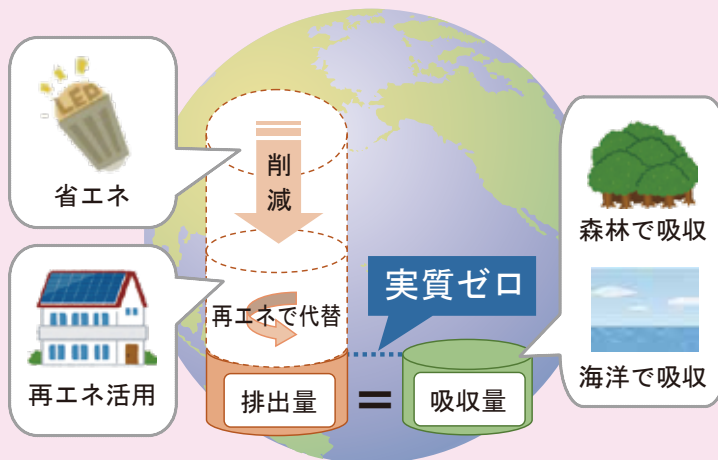 LED
省エネ
削
減
再エネで代替
再エネ活用
実質ゼロ
排出量
=
吸収量
森林で吸収
海洋で吸収